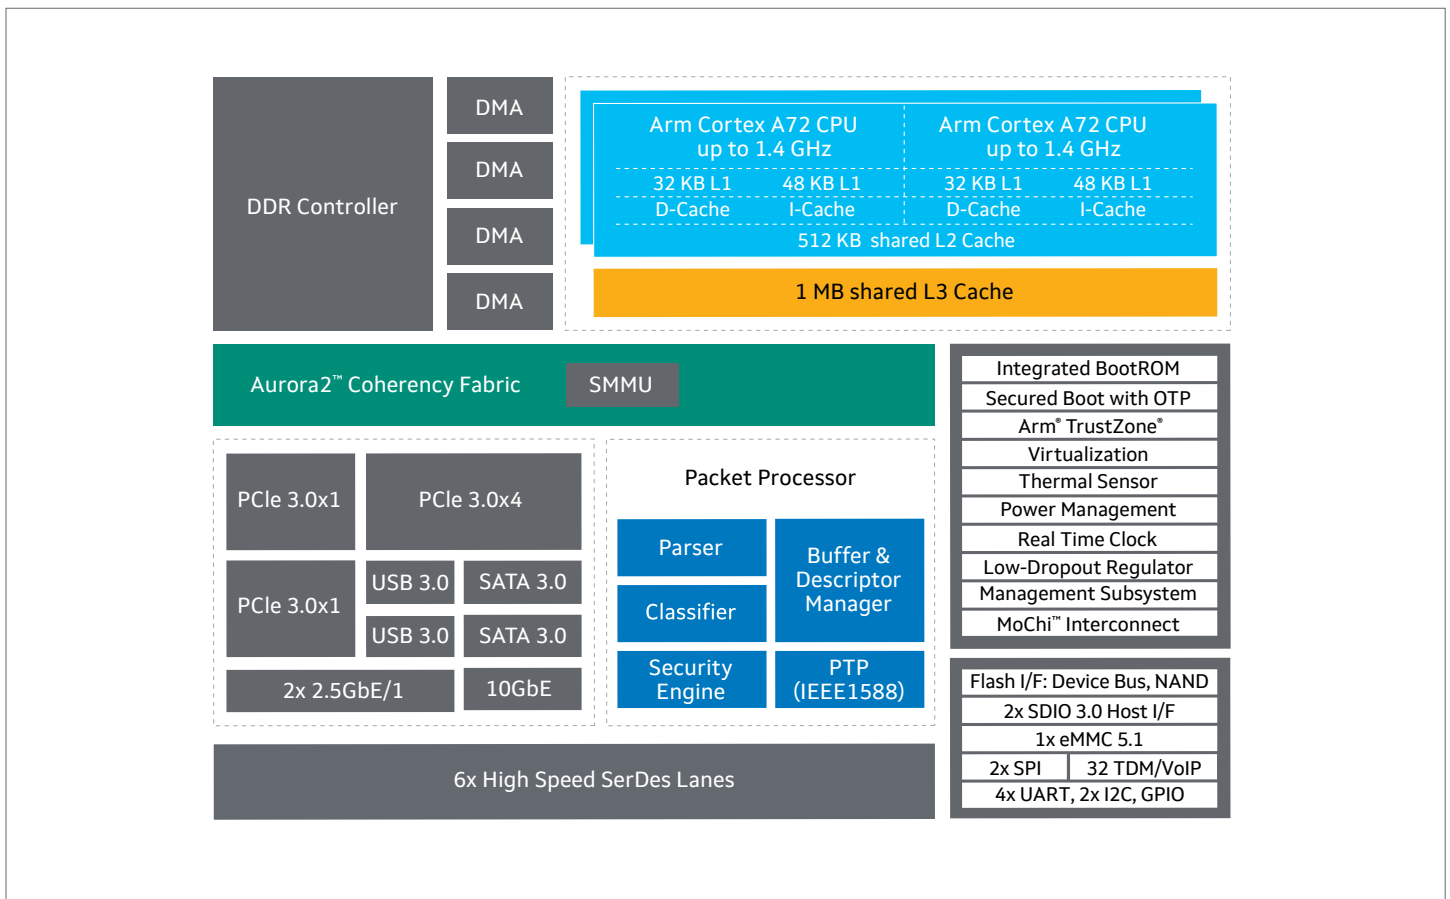 DDR Controller
DMA
DMA
DMA
DMA
Arm Cortex A72 CPU
up to 1.4 GHz
32 KB L1 48 KB L1
D-Cache I-Cache
Arm Cortex A72 CPU
up to 1.4 GHz
32 KB L1 48 KB L1
D-Cache I-Cache
512 KB shared L2 Cache
1 MB shared L3 Cache
Aurora2™ Coherency Fabric
SMMU
PCle 3.0x1
PCle 3.0x4
PCle 3.0x1
USB 3.0
SATA 3.0
USB 3.0
SATA 3.0
2x 2.5GbE/1
10GbE
Packet Processor
Parser
Classifier
Security
Engine
Buffer &
Descriptor
Manager
PTP
(IEEE1588)
6x High Speed SerDes Lanes
Integrated BootROM
Secured Boot with OTP
Arm® TrustZone®
Virtualization
Thermal Sensor
Power Management
Real Time Clock
Low-Dropout Regulator
Management Subsystem
MoChi™ Interconnect
Flash I/F: Device Bus, NAND
2x SDIO 3.0 Host I/F
1x eMMC 5.1
2x SPI
32 TDM/VoIP
4x UART, 2x I2C, GPIO